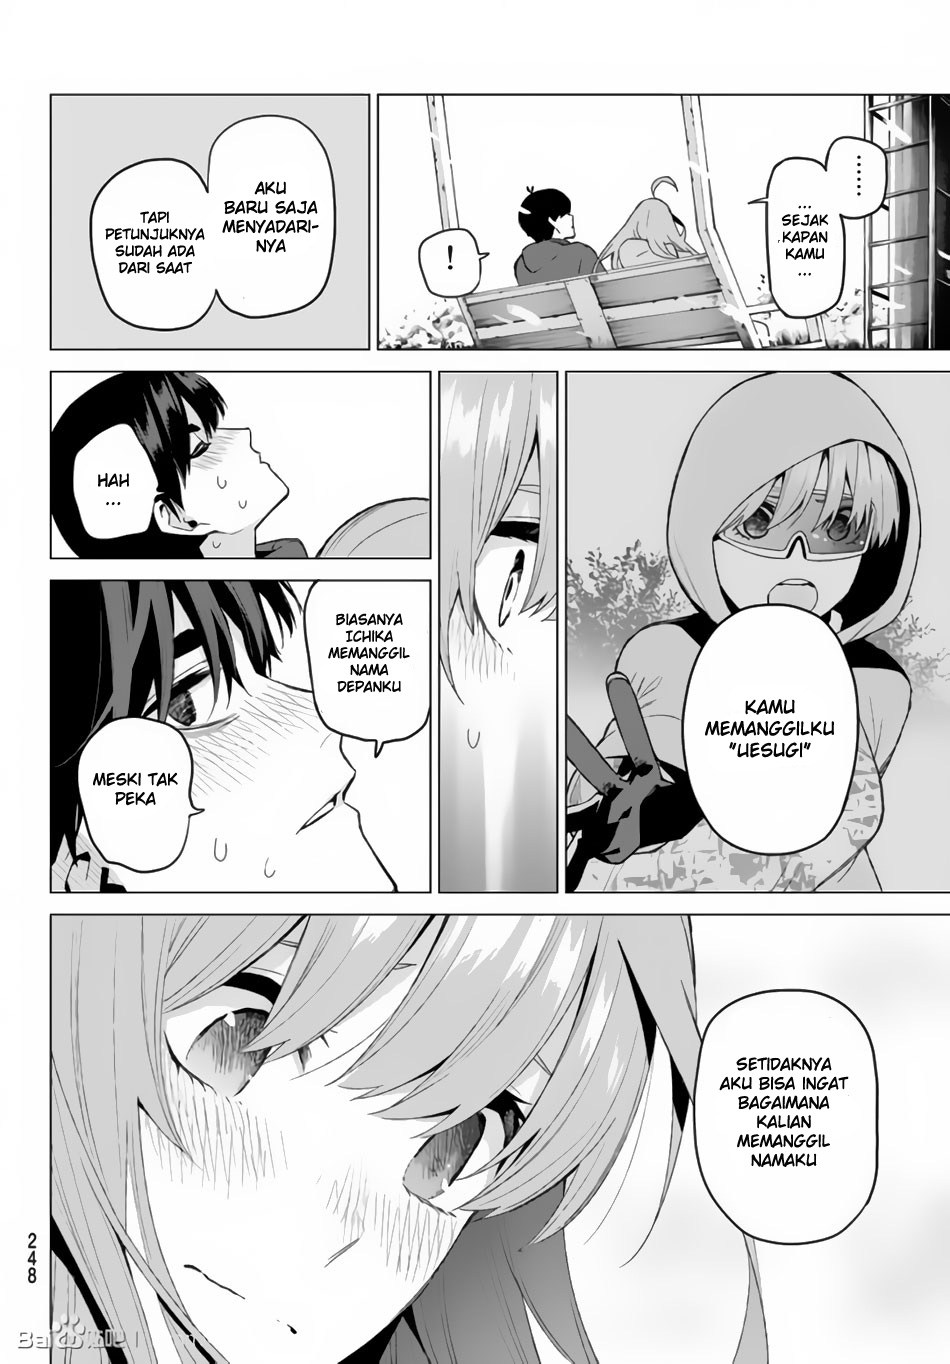 ......
...
SEJAK
KAPAN
KAMU
...
!
AKU
BARU SAJA
MENYADARI-
NYA
TAPI
PETUNJUKNYA
SUDAH ADA
DARI SAAT
KAMU
MEMANGGILKU
"UESUGI"
HAH
...
BIASANYA
ICHIKA
MEMANGGIL
NAMA
DEPANKU
MESKI TAK
PEKA
SETIDAKNYA
AKU BISA INGAT
BAGAIMANA
KALIAN
MEMANGGIL
NAMAKU
248